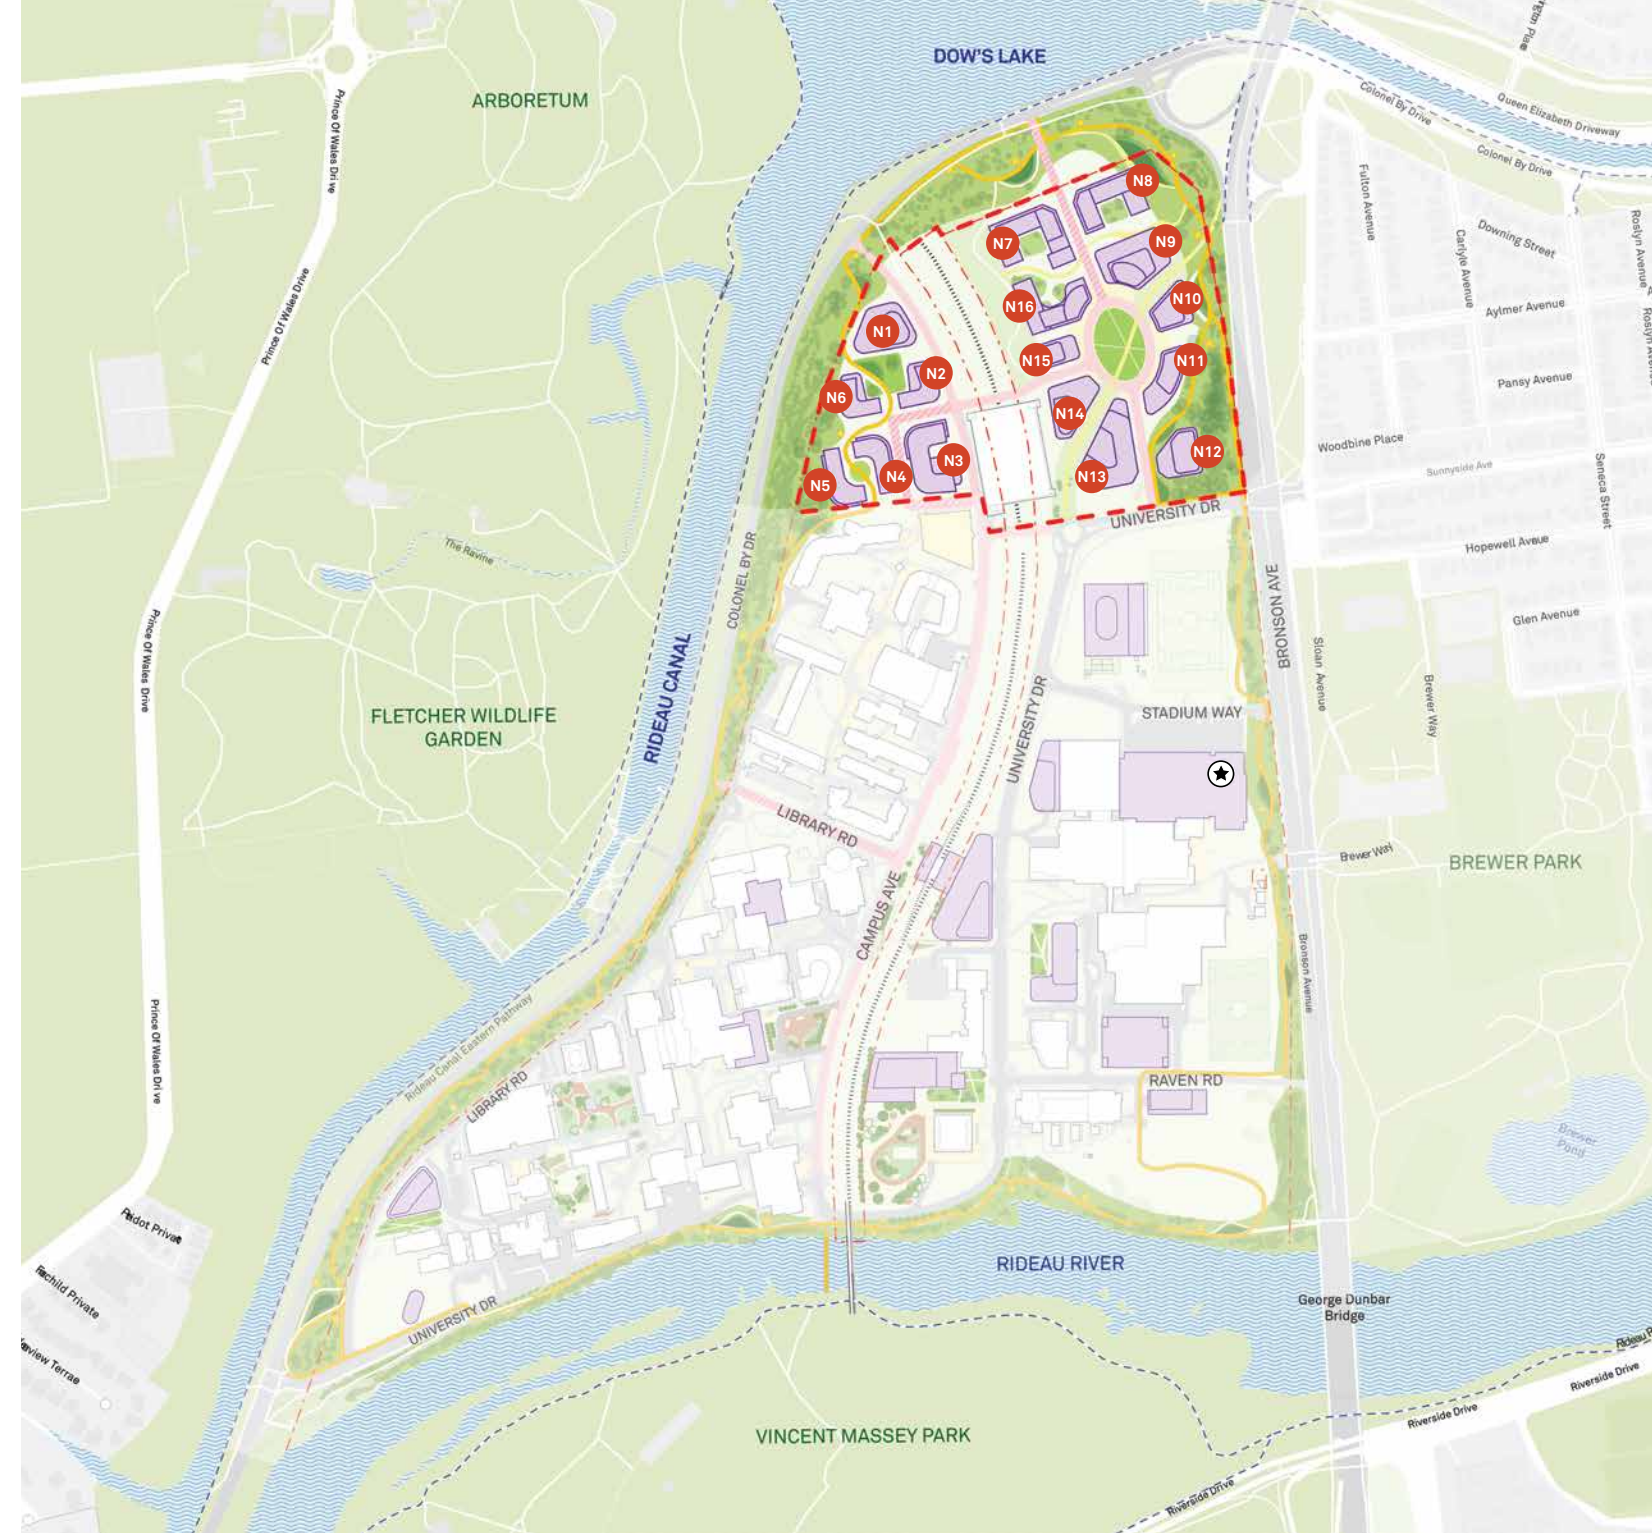 DOW'S LAKE
ARBORETUM
Prince Of Wales Drive
Colonel By Drive
Queen Elizabeth Driveway
Colonel By Drive
N8
Fulton Avenue
Downing Street
Roslyn Avenue
Carlyle Avenue
N7
N9
N16
N10
Aylmer Avenue
Prince Of Wales Drive
N1
N15
N11
N2
Pansy Avenue
N6
N14
Woodbine Place
N12
N3
Sunnyside Ave
N4
N13
N5
Seneca Street
UNIVERSITY DR
Hopewell Aveue
The Ravine
COLONEL BY DR
BRONSON AVE
Glen Avenue
Prince Of Wales Drive
RIDEAU CANAL
Sloan Avenue
Brewer Way
FLETCHER WILDLIFE
GARDEN
UNIVERSITY DR
STADIUM WAY
LIBRARY RD
Brewer Way
BREWER PARK
CAMPUS AVE
Bronson Avenue
Rideau Canal Eastern Pathway
Prince Of Wales Drive
LIBRARY RD
RAVEN RD
Brewer
Pond
RIDEAU RIVER
George Dunbar
Bridge
UNIVERSITY DR
Riverside Drive
Riverside Drive
VINCENT MASSEY PARK
Riverside Drive